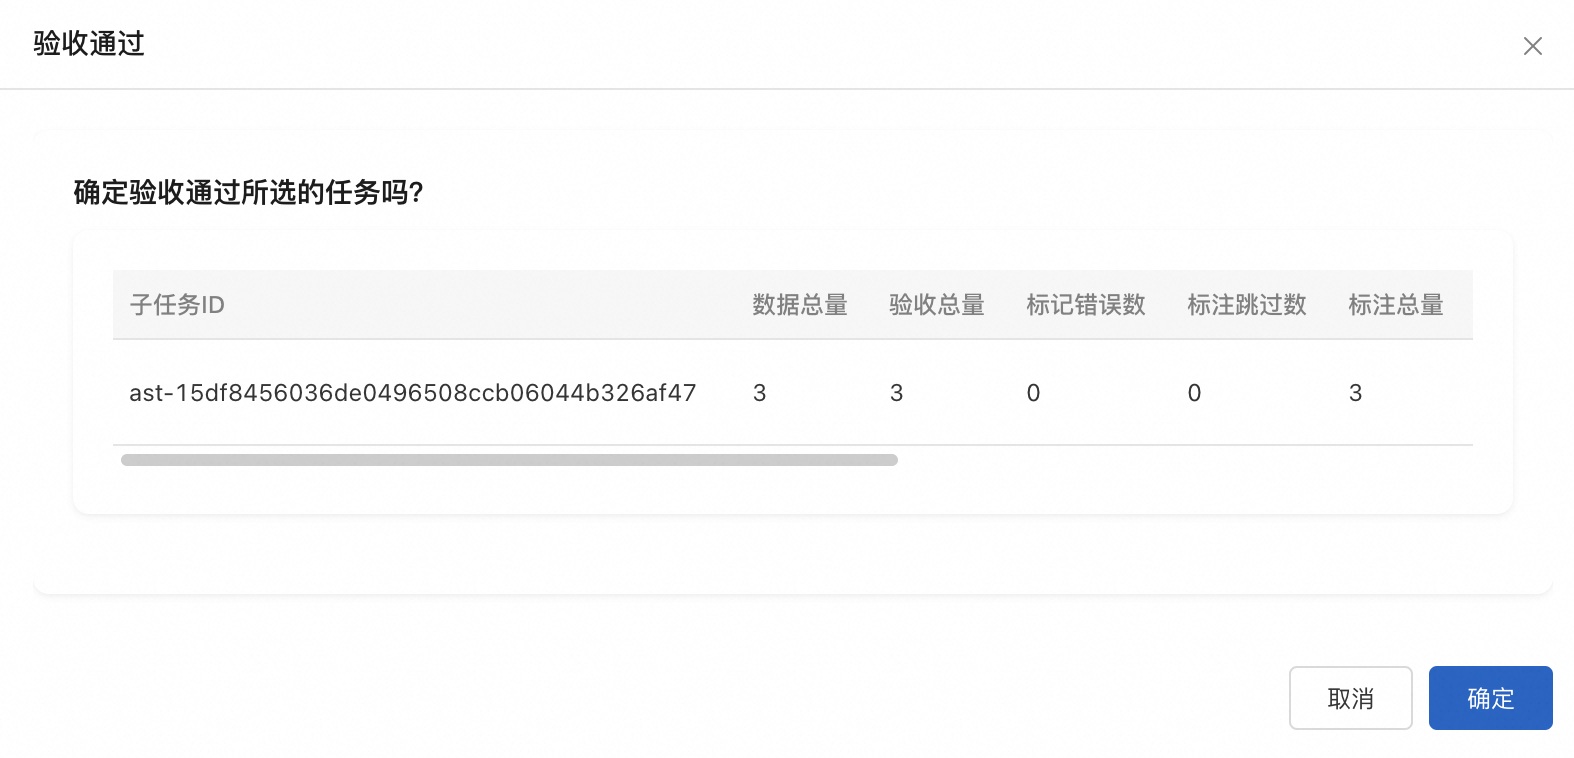 验收通过
确定验收通过所选的任务吗?
子任务ID 数据总量 验收总量 标记错误数 标注跳过数 标注总量
ast-15df8456036de0496508ccb06044b326af47 3 3 0 0 3
取消 确定